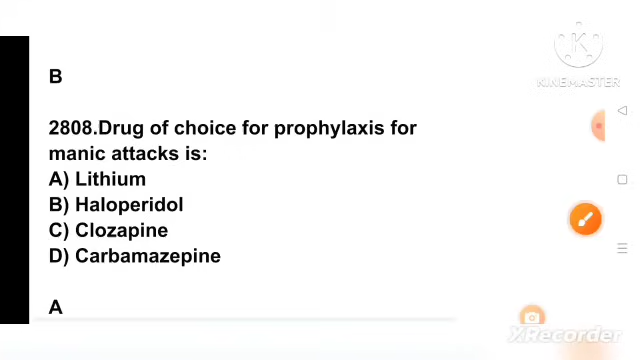 B
2808.Drug of choice for prophylaxis for
manic attacks is:
A) Lithium
B) Haloperidol
C) Clozapine
D) Carbamazepine
A
K
KINEMASTER
XRecorder